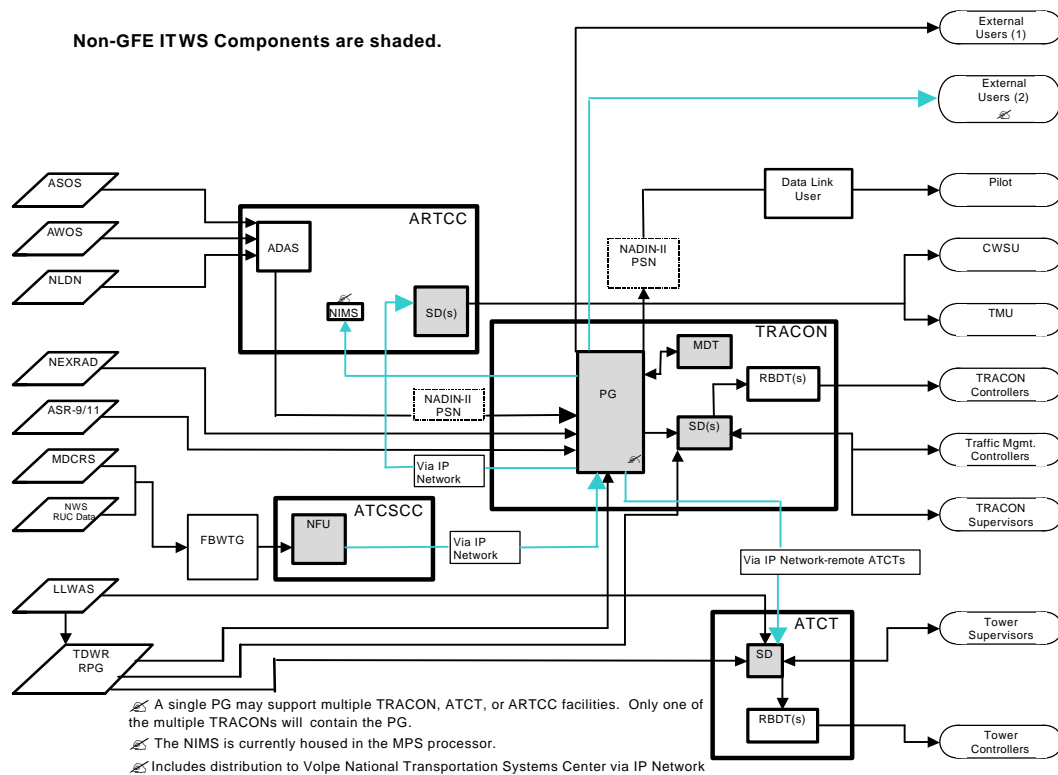 External
Users (1)
Non-GFE ITWS Components are shaded.
External
Users (2)
ASOS
ARTCC
Data Link
User
Pilot
AWOS
ADAS
NADIN-II
PSN
CWSU
NLDN
NIMS
SD(s)
TMU
TRACON
NEXRAD
MDT
PG
RBDT(s)
TRACON
Controllers
NADIN-II
PSN
ASR-9/11
SD(s)
Traffic Mgmt.
Controllers
MDCRS
Via IP
Network
NWS
RUC Data
ATCSCC
TRACON
Supervisors
NFU
FBWTG
Via IP
Network
Via IP Network-remote ATCTs
LLWAS
ATCT
Tower
Supervisors
TDWR
RPG
SD
A single PG may support multiple TRACON, ATCT, or ARTCC facilities. Only one of
the multiple TRACONs will contain the PG.
RBDT(s)
Tower
Controllers
The NIMS is currently housed in the MPS processor.
Includes distribution to Volpe National Transportation Systems Center via IP Network